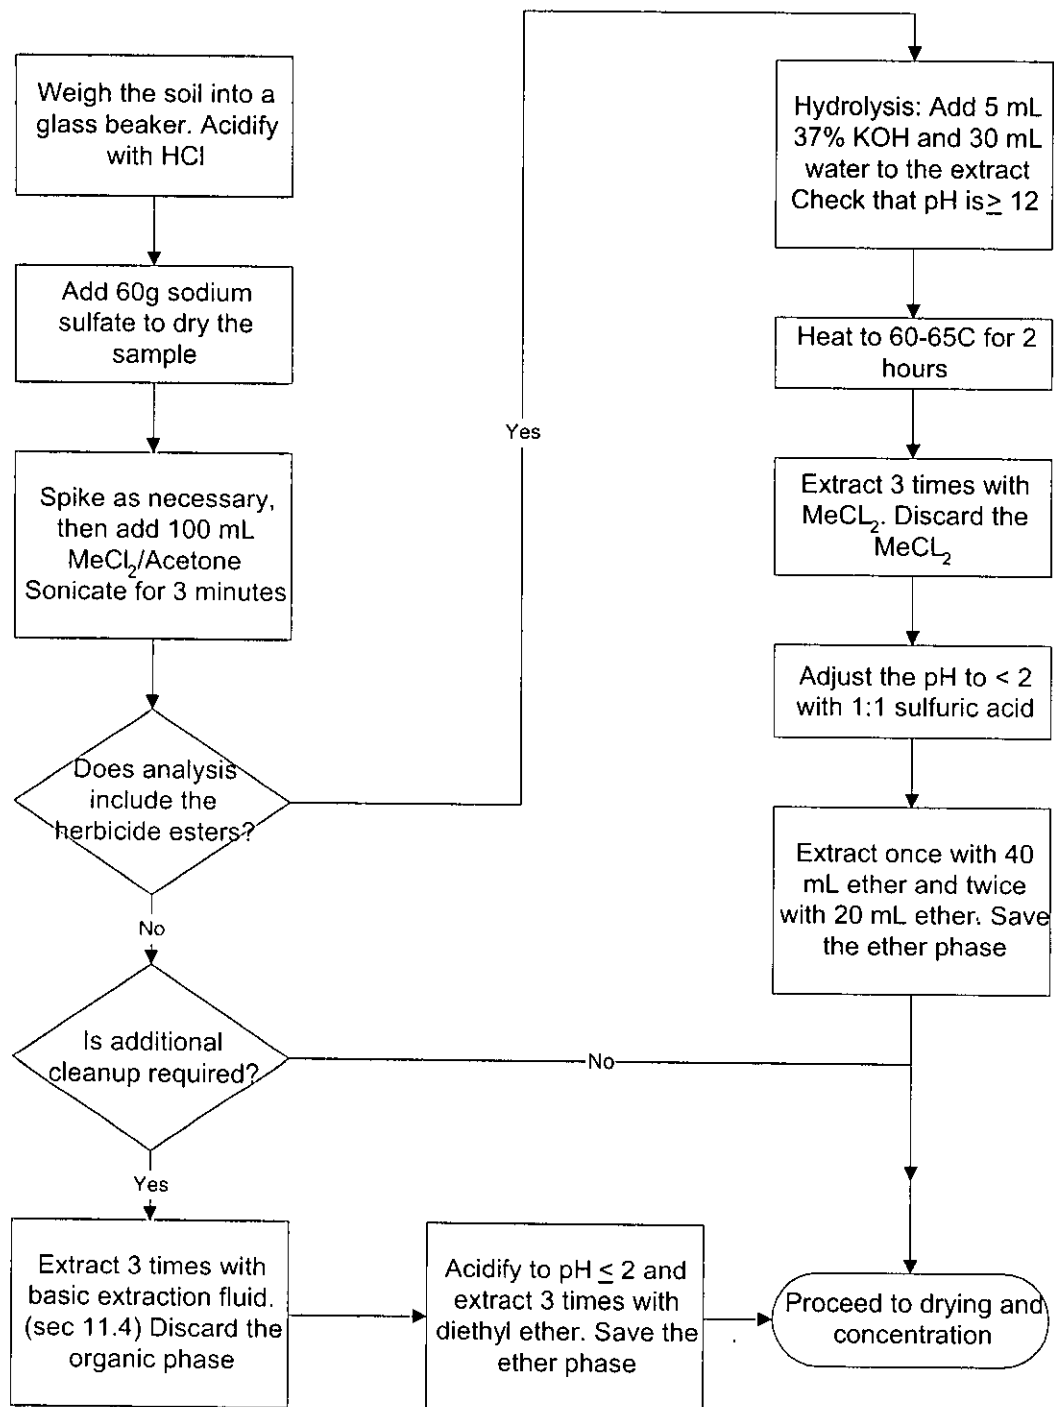 Weigh the soil into a
glass beaker. Acidify
with HCl
Add 60g sodium
sulfate to dry the
sample
Spike as necessary,
then add 100 mL
MeCl2/Acetone
Sonicate for 3 minutes
Does analysis
include the
herbicide esters?
No
Is additional
cleanup required?
Yes
Extract 3 times with
basic extraction fluid.
(sec 11.4) Discard the
organic phase
Acidify to pH ≤ 2 and
extract 3 times with
diethyl ether. Save the
ether phase
Yes
No
Hydrolysis: Add 5 mL
37% KOH and 30 mL
water to the extract
Check that pH is ≥ 12
Heat to 60-65C for 2
hours
Extract 3 times with
MeCL2. Discard the
MeCL2
Adjust the pH to < 2
with 1:1 sulfuric acid
Extract once with 40
mL ether and twice
with 20 mL ether. Save
the ether phase
Proceed to drying and
concentration